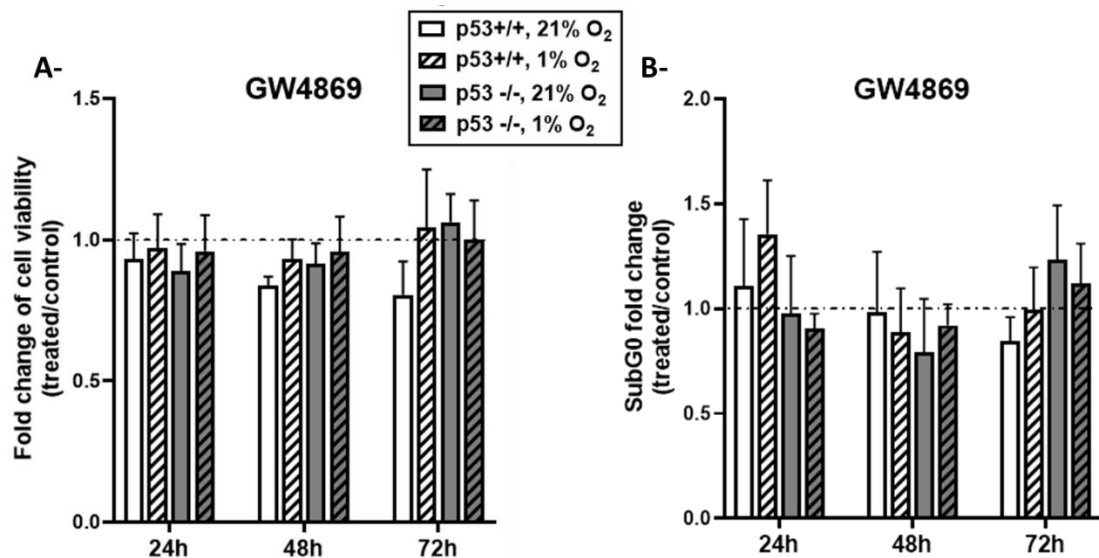 p53+/+, 21% O₂
p53+/+, 1% O₂
p53 -/-, 21% O₂
p53 -/-, 1% O₂
A-
GW4869
Fold change of cell viability
(treated/control)
1.5
1.0
0.5
0.0
24h
48h
72h
B-
GW4869
SubG0 fold change
(treated/control)
2.0
1.5
1.0
0.5
0.0
24h
48h
72h